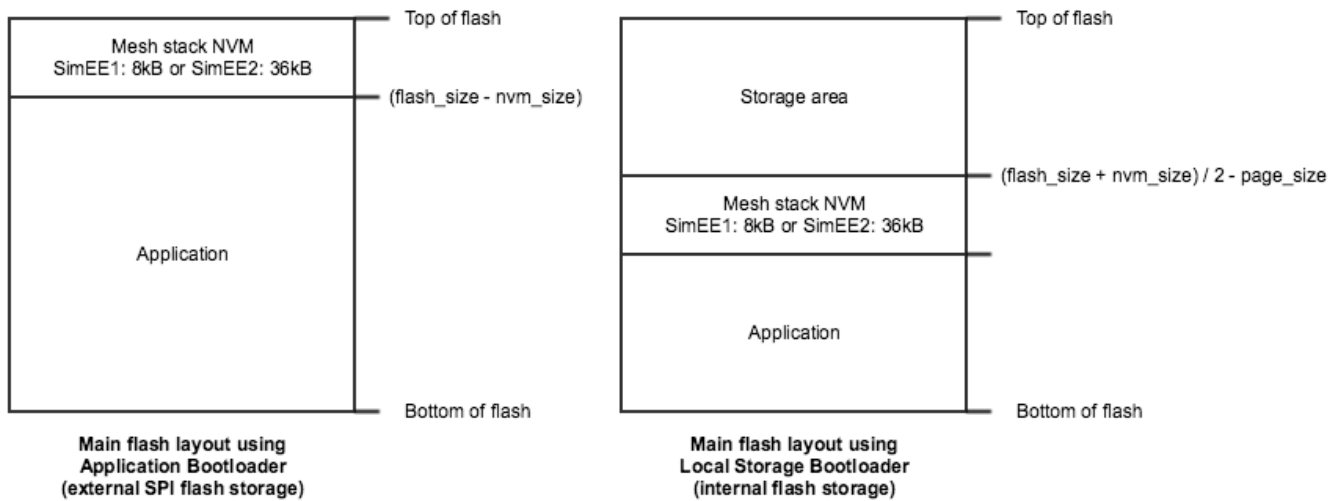 Top of flash
Mesh stack NVM
SimEE1: 8kB or SimEE2: 36kB
(flash_size - nvm_size)
Application
Bottom of flash
Main flash layout using
Application Bootloader
(external SPI flash storage)
Top of flash
Storage area
(flash_size + nvm_size) / 2 - page_size
Mesh stack NVM
SimEE1: 8kB or SimEE2: 36kB
Application
Bottom of flash
Main flash layout using
Local Storage Bootloader
(internal flash storage)